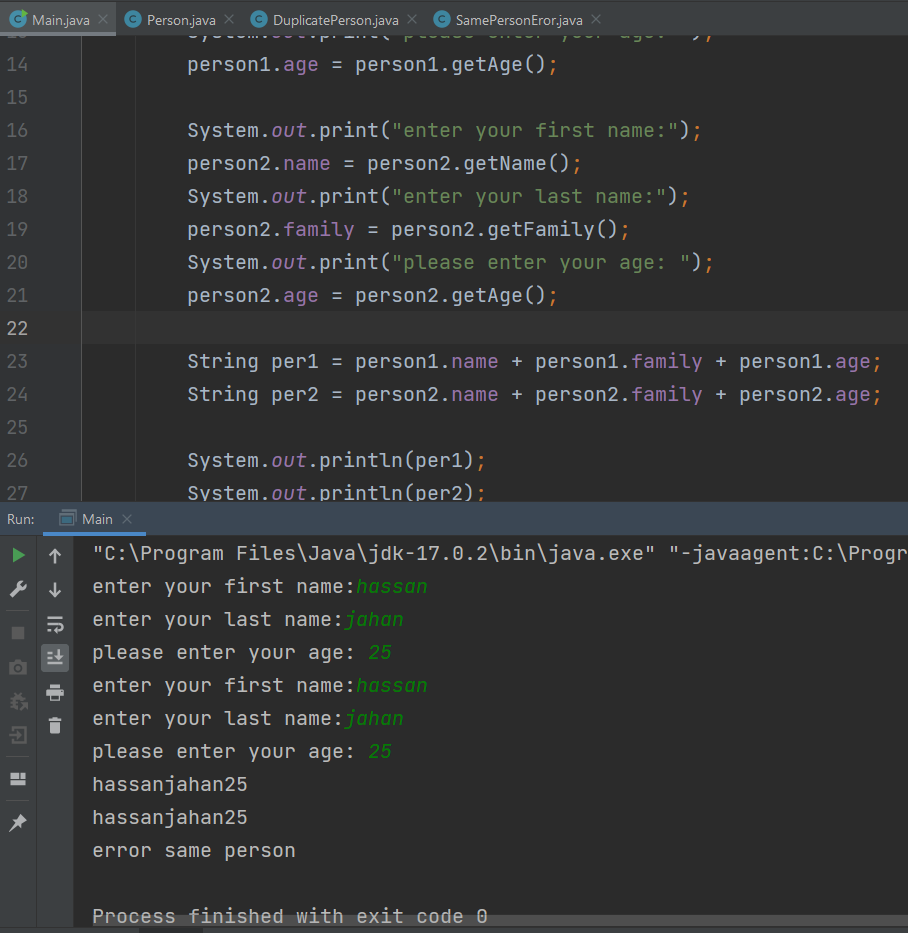 Main.java Person.java DuplicatePerson.java SamePersonEror.java
14 person1.age = person1.getAge();
15
16 System.out.print("enter your first name:");
17 person2.name = person2.getName();
18 System.out.print("enter your last name:");
19 person2.family = person2.getFamily();
20 System.out.print("please enter your age: ");
21 person2.age = person2.getAge();
22
23 String per1 = person1.name + person1.family + person1.age;
24 String per2 = person2.name + person2.family + person2.age;
25
26 System.out.println(per1);
27 System.out.println(per2);
Run: Main
"C:\Program Files\Java\jdk-17.0.2\bin\java.exe" "-javaagent:C:\Progr
enter your first name:hassan
enter your last name:jahan
please enter your age: 25
enter your first name:hassan
enter your last name:jahan
please enter your age: 25
hassanjahan25
hassanjahan25
error same person
Process finished with exit code 0